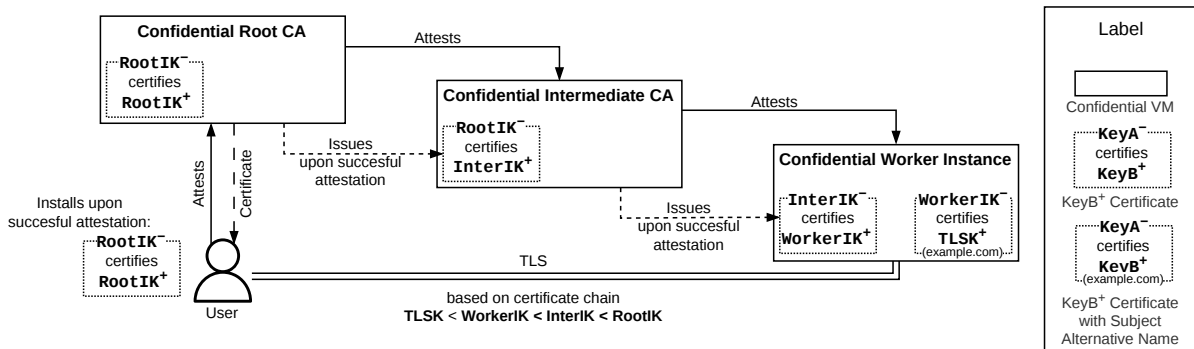 Confidential Root CA
RootIK⁻
certifies
RootIK⁺
Attests
Confidential Intermediate CA
RootIK⁻
certifies
InterIK⁺
Issues
upon succesful
attestation
Attests
Confidential Worker Instance
InterIK⁻
certifies
WorkerIK⁺
WorkerIK⁻
certifies
TLSK⁺
(example.com)
Issues
upon succesful
attestation
Attests
Certificate
Installs upon
succesful attestation:
RootIK⁻
certifies
RootIK⁺
User
TLS
based on certificate chain
TLSK < WorkerIK < InterIK < RootIK
Label
Confidential VM
KeyA⁻
certifies
KeyB⁺
KeyB⁺ Certificate
KeyA⁻
certifies
KeyB⁺
(example.com)
KeyB⁺ Certificate
with Subject
Alternative Name